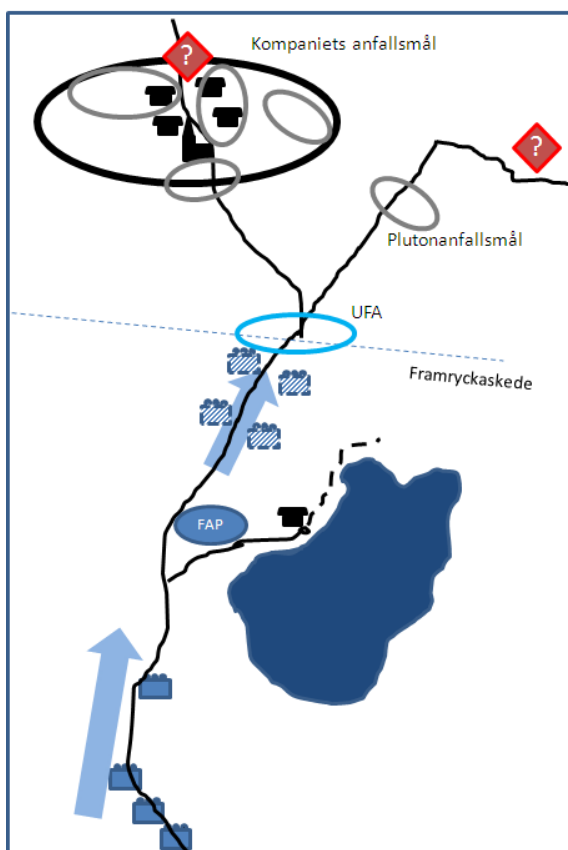 Kompaniets anfallsmål
?
?
Plutonanfallsmål
UFA
Framryckaskede
FAP